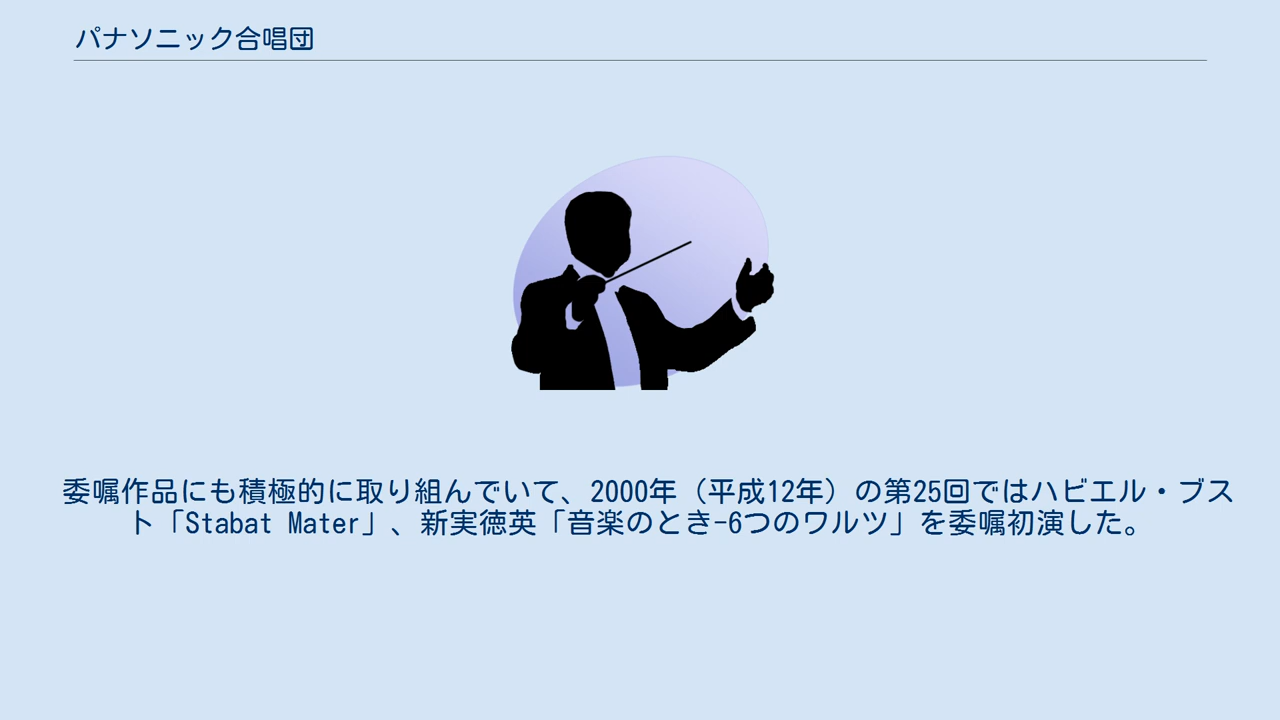 パナソニック合唱団
委嘱作品にも積極的に取り組んでいて、2000年（平成12年）の第25回ではハビエル・ブス
ト「Stabat Mater」、新実徳英「音楽のとき-6つのワルツ」を委嘱初演した。